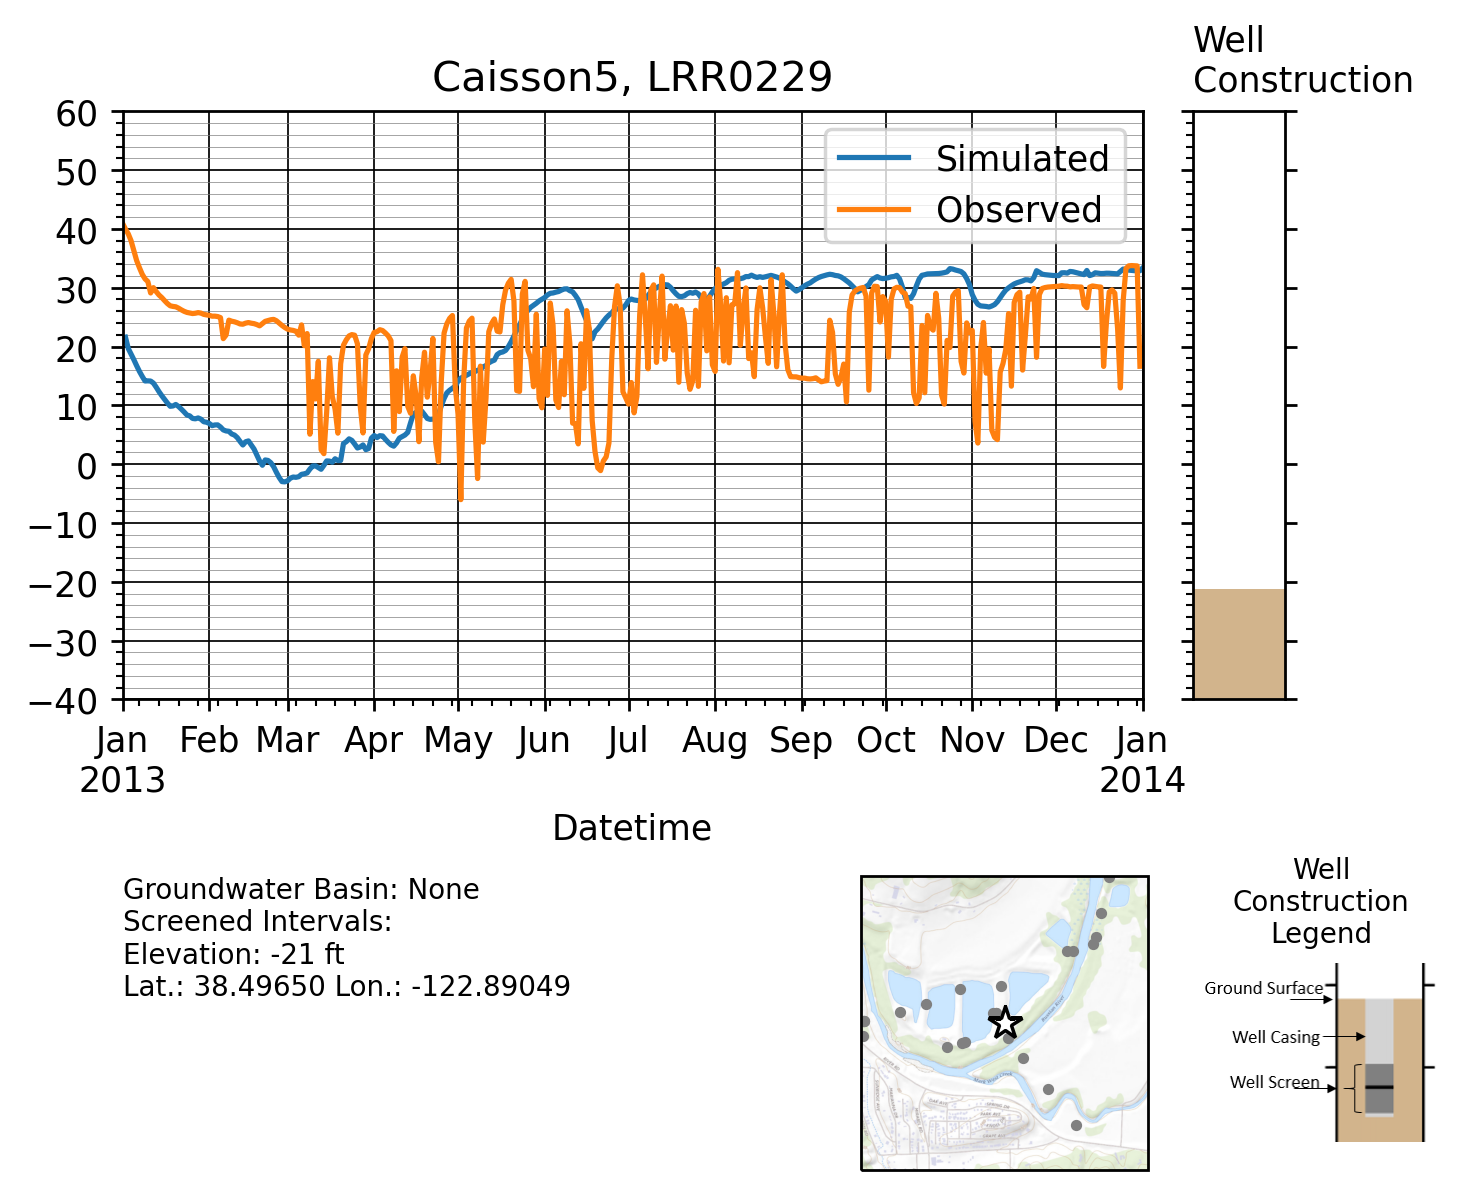 Well
Construction
Caisson5, LRR0229
Simulated
Observed
60
50
40
30
20
10
0
−10
−20
−30
−40
Jan Feb Mar Apr May Jun Jul Aug Sep Oct Nov Dec Jan
2013 2014
Datetime
Groundwater Basin: None
Screened Intervals:
Elevation: -21 ft
Lat.: 38.49650 Lon.: -122.89049
Well
Construction
Legend
Ground Surface
Well Casing
Well Screen